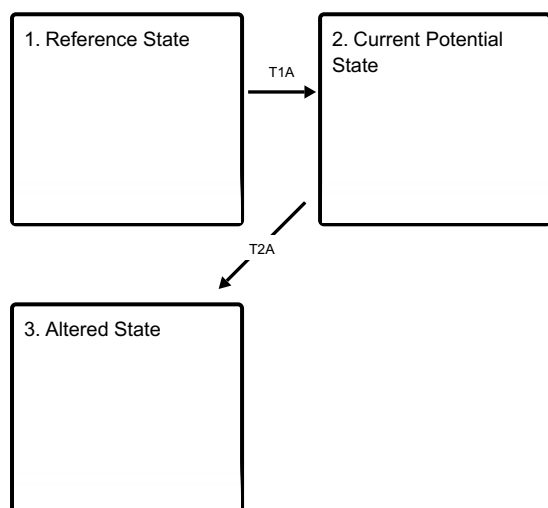 1. Reference State
2. Current Potential
State
T1A
T2A
3. Altered State